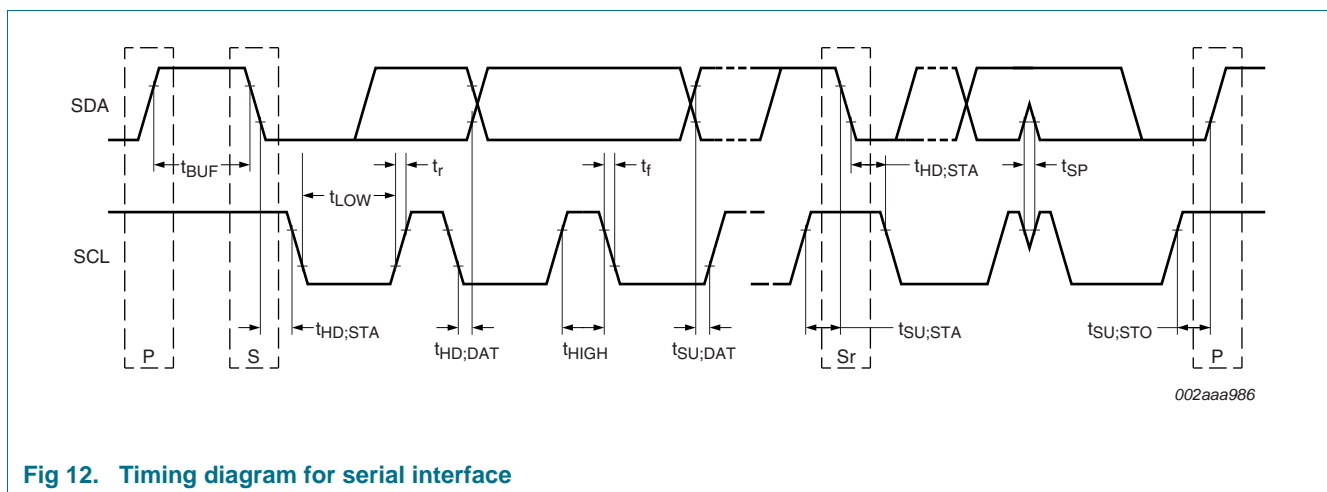 SDA
tBUF
tr
tf
tHD;STA
tSP
tLOW
SCL
tHD;STA
tHD;DAT
tHIGH
tSU;DAT
tSU;STA
tSU;STO
P
S
Sr
P
002aaa986
Fig 12. Timing diagram for serial interface